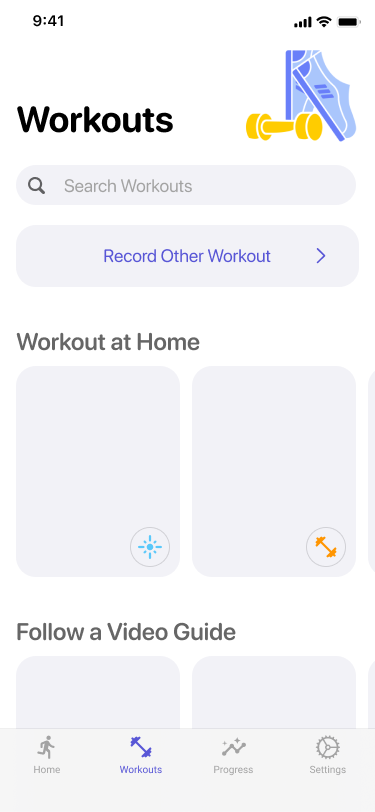 9:41
Workouts
Search Workouts
Record Other Workout
Workout at Home
Follow a Video Guide
Home
Workouts
Progress
Settings